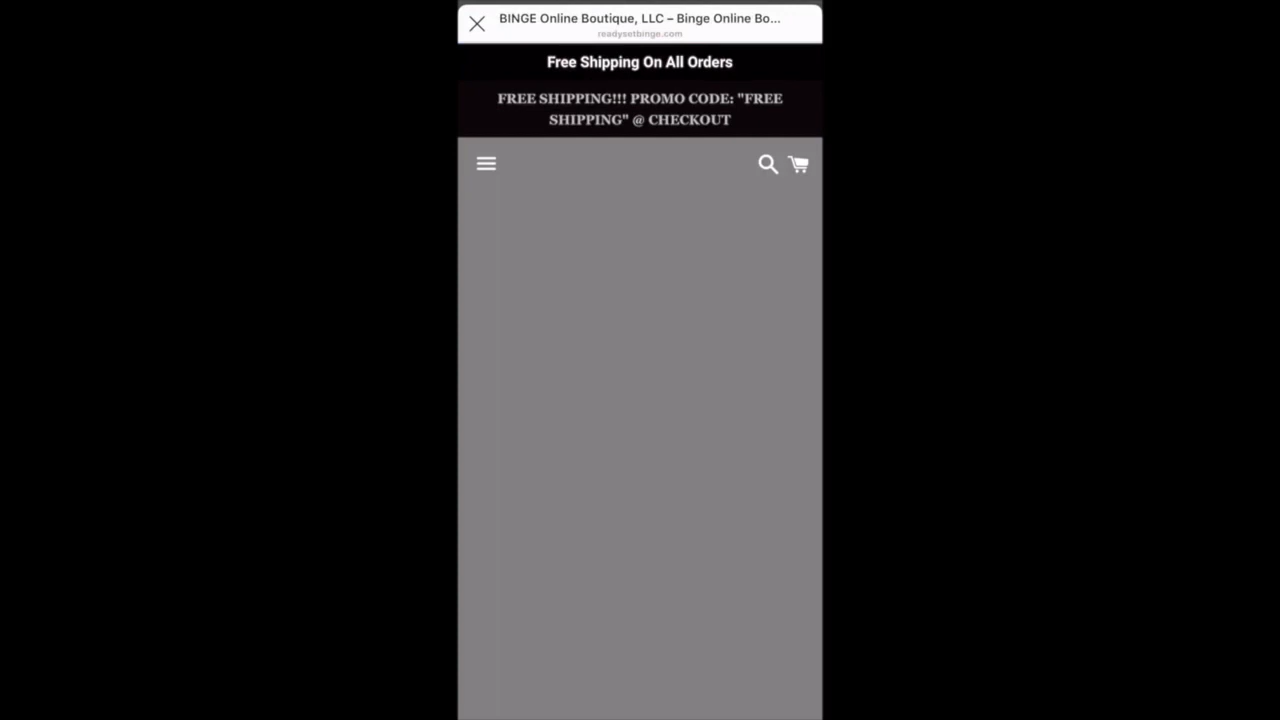 BINGE Online Boutique, LLC – Binge Online Bo...
readysetbinge.com
Free Shipping On All Orders
FREE SHIPPING!!! PROMO CODE: "FREE
SHIPPING" @ CHECKOUT